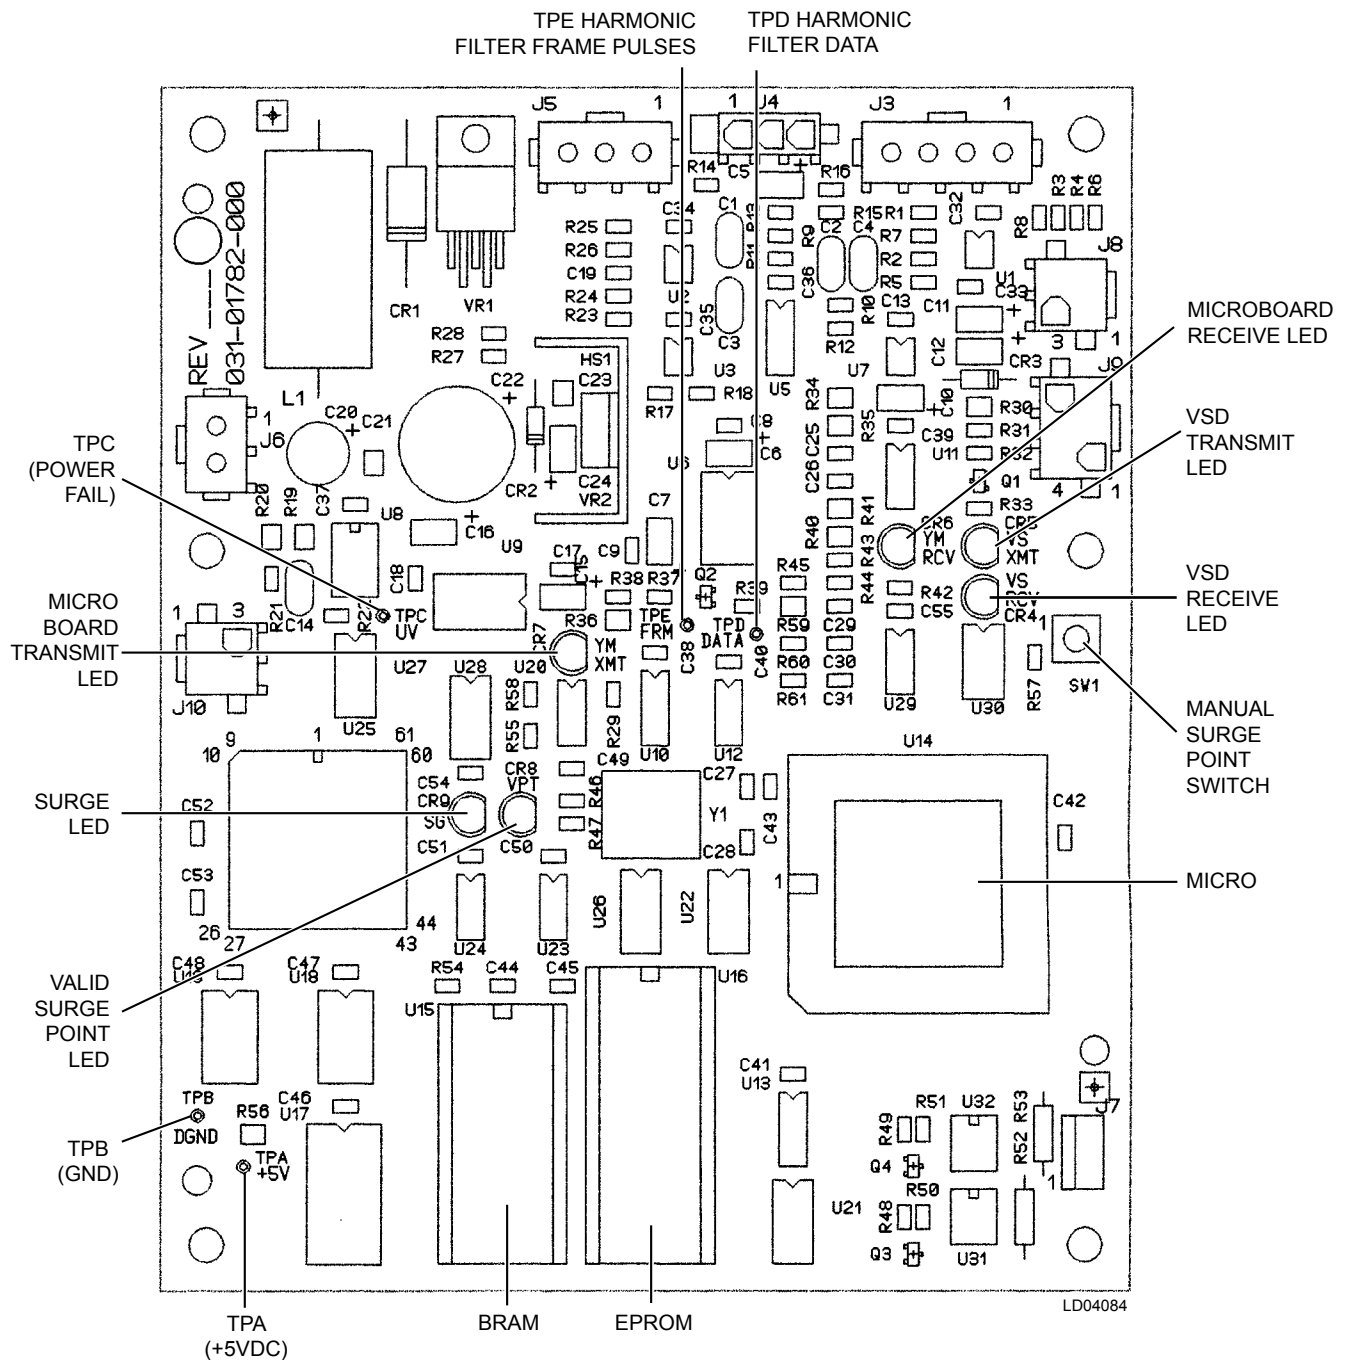 TPE HARMONIC
FILTER FRAME PULSES
TPD HARMONIC
FILTER DATA
J5
1
1
J4
J3
1
R14
C5
+
R16
R3
R4
R6
C32
R8
J8
REV
031-01782-000
CR1
VR1
R25
R26
C19
R24
R23
C34
U2
C35
C1
R11
C3
R9
C36
C2
C4
R15
R1
R7
R2
R5
R10
R12
C13
U1
C33
C11
+
C12
+
CR3
3
1
J9
MICROBOARD
RECEIVE LED
R28
R27
HS1
C22
+
C23
U3
R17
R18
U5
U7
R34
R35
C10
+
R30
R31
R32
C39
U11
Q1
R33
4
1
L1
1
J6
C20
+
C21
CR2
+
C24
VR2
C8
+
C6
U6
C25
C26
R41
R40
R43
R44
VSD
TRANSMIT
LED
TPC
(POWER
FAIL)
R20
R19
C37
U8
+
C16
U9
C7
C9
C17
C15
+
CR6
YM
RCV
CR5
VS
XMT
VS
CR4
R42
C55
VSD
RECEIVE
LED
MICRO
BOARD
TRANSMIT
LED
R21
C14
C18
TPC
UV
R38
R37
R36
Q2
R39
R45
R59
C29
TPE
FRM
TPD
DATA
C38
C40
R60
C30
R61
C31
1
3
J10
U25
U27
U28
U20
CR7
YM
XMT
R58
R55
R29
U10
U12
U29
U30
1
R57
SW1
MANUAL
SURGE
POINT
SWITCH
10
9
1
61
60
C54
CR9
SG
CR8
VPT
C49
R46
R47
Y1
C27
C28
C43
U14
C42
SURGE
LED
C52
C53
C51
C50
1
MICRO
26
27
44
43
U24
U23
U26
U22
VALID
SURGE
POINT
LED
C48
C47
U18
R54
C44
C45
U15
U16
C41
U13
TPB
DGND
R56
C46
U17
TPA
+5V
R49
R51
U32
R53
R52
J7
Q4
R50
1
R48
U21
Q3
U31
TPB
(GND)
TPA
(+5VDC)
BRAM
EPROM
LD04084